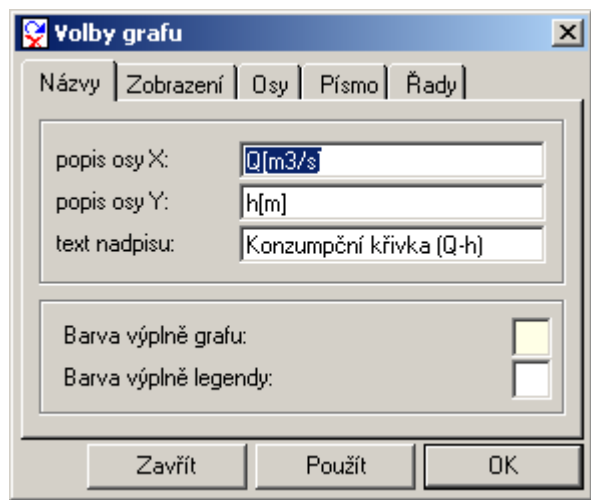 Volby grafu
Názvy Zobrazení Osy Písmo Řady
popis osy X: Q[m3/s]
popis osy Y: h[m]
text nadpisu: Konzumpční křivka (Q-h)
Barva výplně grafu:
Barva výplně legendy:
Zavřít Použít OK